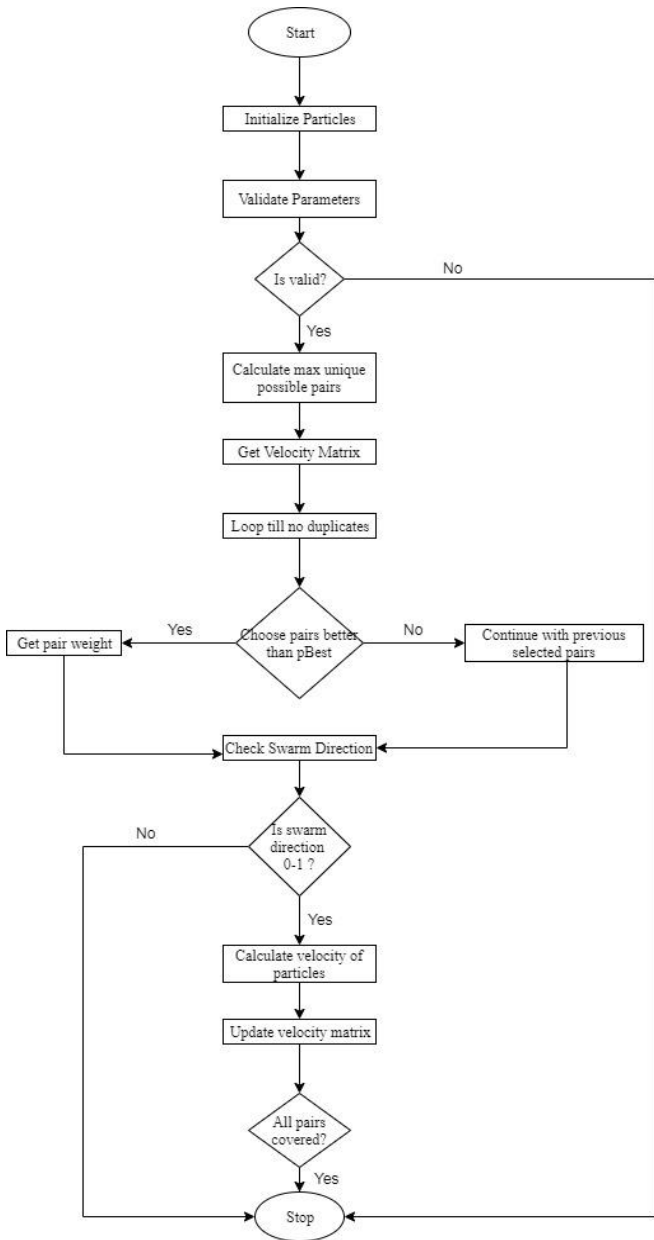 Start
Initialize Particles
Validate Parameters
Is valid?
No
Yes
Calculate max unique
possible pairs
Get Velocity Matrix
Loop till no duplicates
Choose pairs better
than pBest
Yes
No
Get pair weight
Continue with previous
selected pairs
Check Swarm Direction
Is swarm
direction
0-1 ?
No
Yes
Calculate velocity of
particles
Update velocity matrix
All pairs
covered?
Yes
Stop